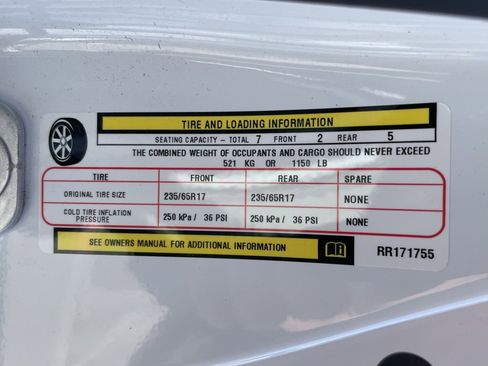 TIRE AND LOADING INFORMATION
SEATING CAPACITY - TOTAL 7 FRONT 2 REAR 5
THE COMBINED WEIGHT OF OCCUPANTS AND CARGO SHOULD NEVER EXCEED
521 KG OR 1150 LB
TIRE FRONT REAR SPARE
ORIGINAL TIRE SIZE 235/65R17 235/65R17 NONE
COLD TIRE INFLATION PRESSURE 250 kPa / 36 PSI 250 kPa / 36 PSI NONE
SEE OWNERS MANUAL FOR ADDITIONAL INFORMATION RR171755